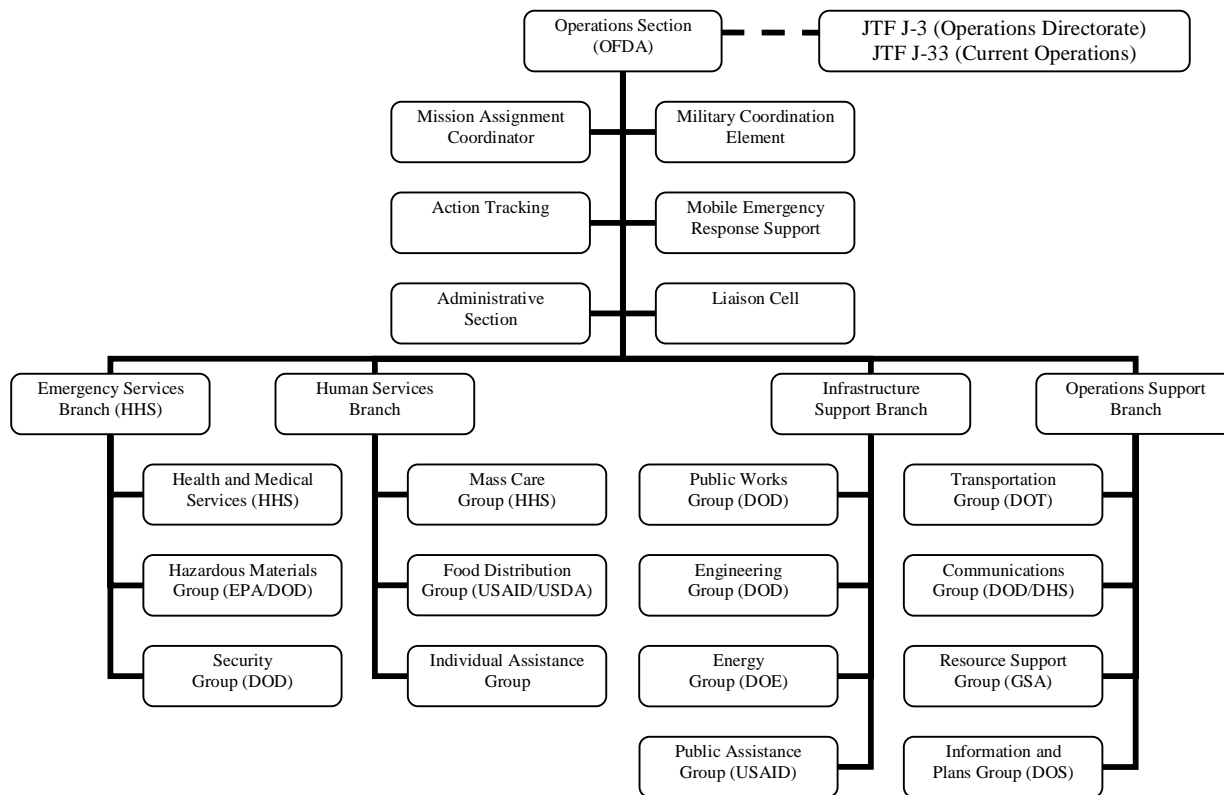 Operations Section
(OFDA)
JTF J-3 (Operations Directorate)
JTF J-33 (Current Operations)
Mission Assignment
Coordinator
Military Coordination
Element
Action Tracking
Mobile Emergency
Response Support
Administrative
Section
Liaison Cell
Emergency Services
Branch (HHS)
Human Services
Branch
Infrastructure
Support Branch
Operations Support
Branch
Health and Medical
Services (HHS)
Mass Care
Group (HHS)
Public Works
Group (DOD)
Transportation
Group (DOT)
Hazardous Materials
Group (EPA/DOD)
Food Distribution
Group (USAID/USDA)
Engineering
Group (DOD)
Communications
Group (DOD/DHS)
Security
Group (DOD)
Individual Assistance
Group
Energy
Group (DOE)
Resource Support
Group (GSA)
Public Assistance
Group (USAID)
Information and
Plans Group (DOS)